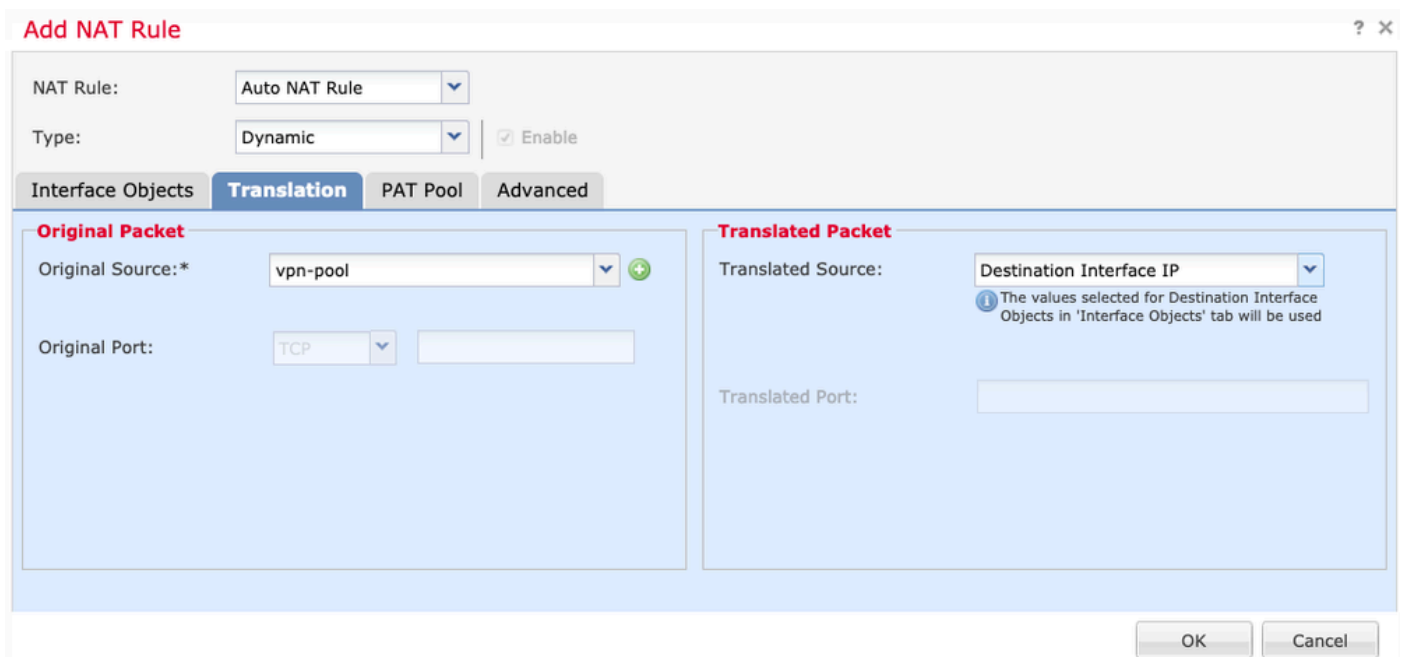 Add NAT Rule
? ×
NAT Rule: Auto NAT Rule
Type: Dynamic Enable
Interface Objects Translation PAT Pool Advanced
Original Packet
Original Source:* vpn-pool
Original Port: TCP
Translated Packet
Translated Source: Destination Interface IP
The values selected for Destination Interface
Objects in 'Interface Objects' tab will be used
Translated Port:
OK Cancel